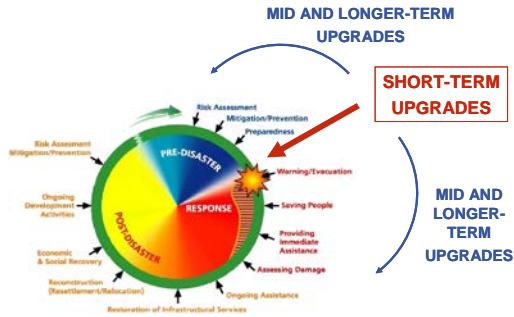 MID AND LONGER-TERM
UPGRADES
SHORT-TERM
UPGRADES
Risk Assessment
Mitigation/Prevention
Preparedness
Risk Assesment
Mitigation/Prevention
PRE-DISASTER
Warning/Evacuation
Ongoing
Development
Activities
RESPONSE
Saving People
MID AND
LONGER-
TERM
UPGRADES
POST-DISASTER
Providing
Immediate
Assistance
Economic
& Social Recovery
Assessing Damage
Reconstruction
(Resettlement/Relocation)
Ongoing Assistance
Restoration of Infrastructural Services